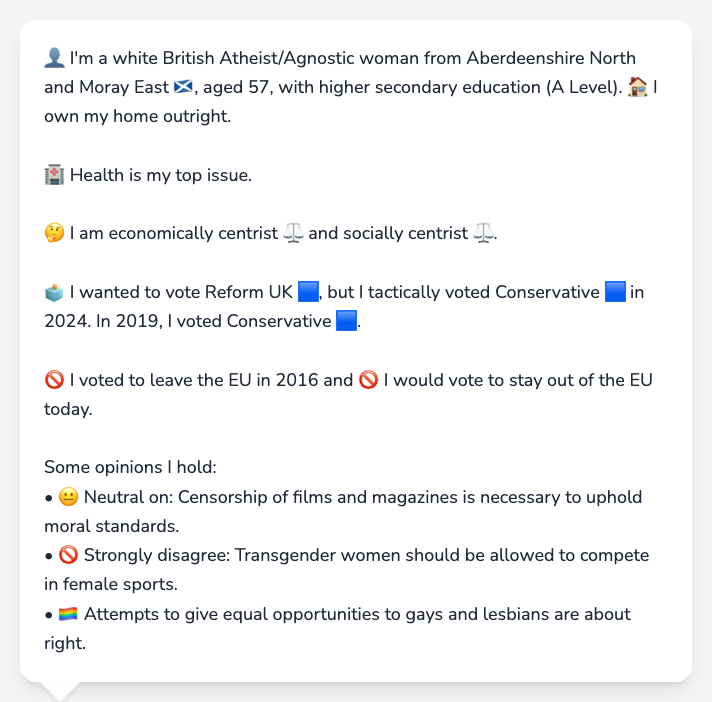 👤 I'm a white British Atheist/Agnostic woman from Aberdeenshire North
and Moray East 🏴󠁧󠁢󠁳󠁣󠁴󠁿, aged 57, with higher secondary education (A Level). 🏠 I
own my home outright.
🏥 Health is my top issue.
🤔 I am economically centrist ⚖️ and socially centrist ⚖️.
🗳️ I wanted to vote Reform UK 🟦, but I tactically voted Conservative 🟦 in
2024. In 2019, I voted Conservative 🟦.
🚫 I voted to leave the EU in 2016 and 🚫 I would vote to stay out of the EU
today.
Some opinions I hold:
• 😐 Neutral on: Censorship of films and magazines is necessary to uphold
moral standards.
• 🚫 Strongly disagree: Transgender women should be allowed to compete
in female sports.
• 🏳️‍🌈 Attempts to give equal opportunities to gays and lesbians are about
right.